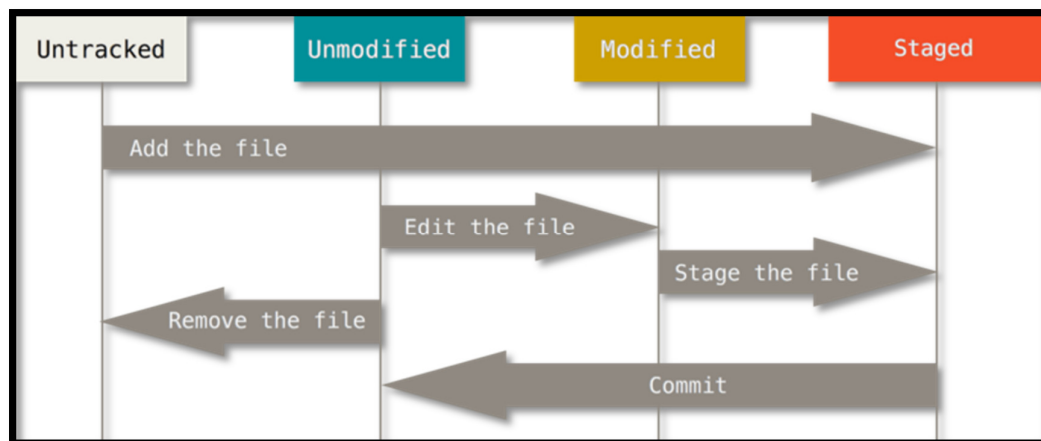 Untracked
Unmodified
Modified
Staged
Add the file
Edit the file
Stage the file
Remove the file
Commit